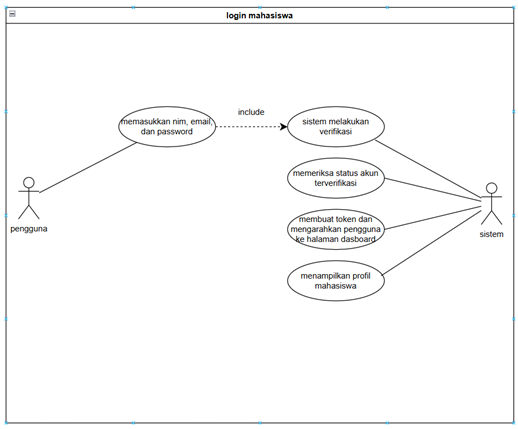 login mahasiswa
include
memasukkan nim, email,
dan password
sistem melakukan
verifikasi
memeriksa status akun
terverifikasi
membuat token dan
mengarahkan pengguna
ke halaman dasboard
menampilkan profil
mahasiswa
pengguna
sistem